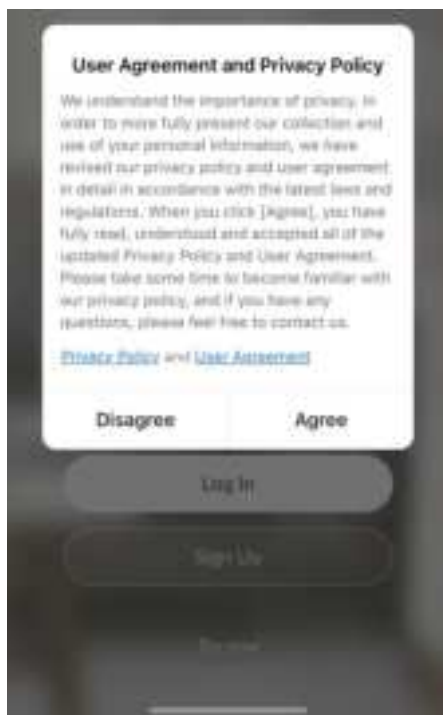 User Agreement and Privacy Policy
We understand the importance of privacy. In
order to more fully present our collection and
use of your personal information, we have
revised our privacy policy and user agreement
in detail in accordance with the latest laws and
regulations. When you click [Agree], you have
fully read, understood and accepted all of the
updated Privacy Policy and User Agreement.
Please take some time to become familiar with
our privacy policy, and if you have any
questions, please feel free to contact us.
Privacy Policy and User Agreement
Disagree Agree
Log In
Sign Up